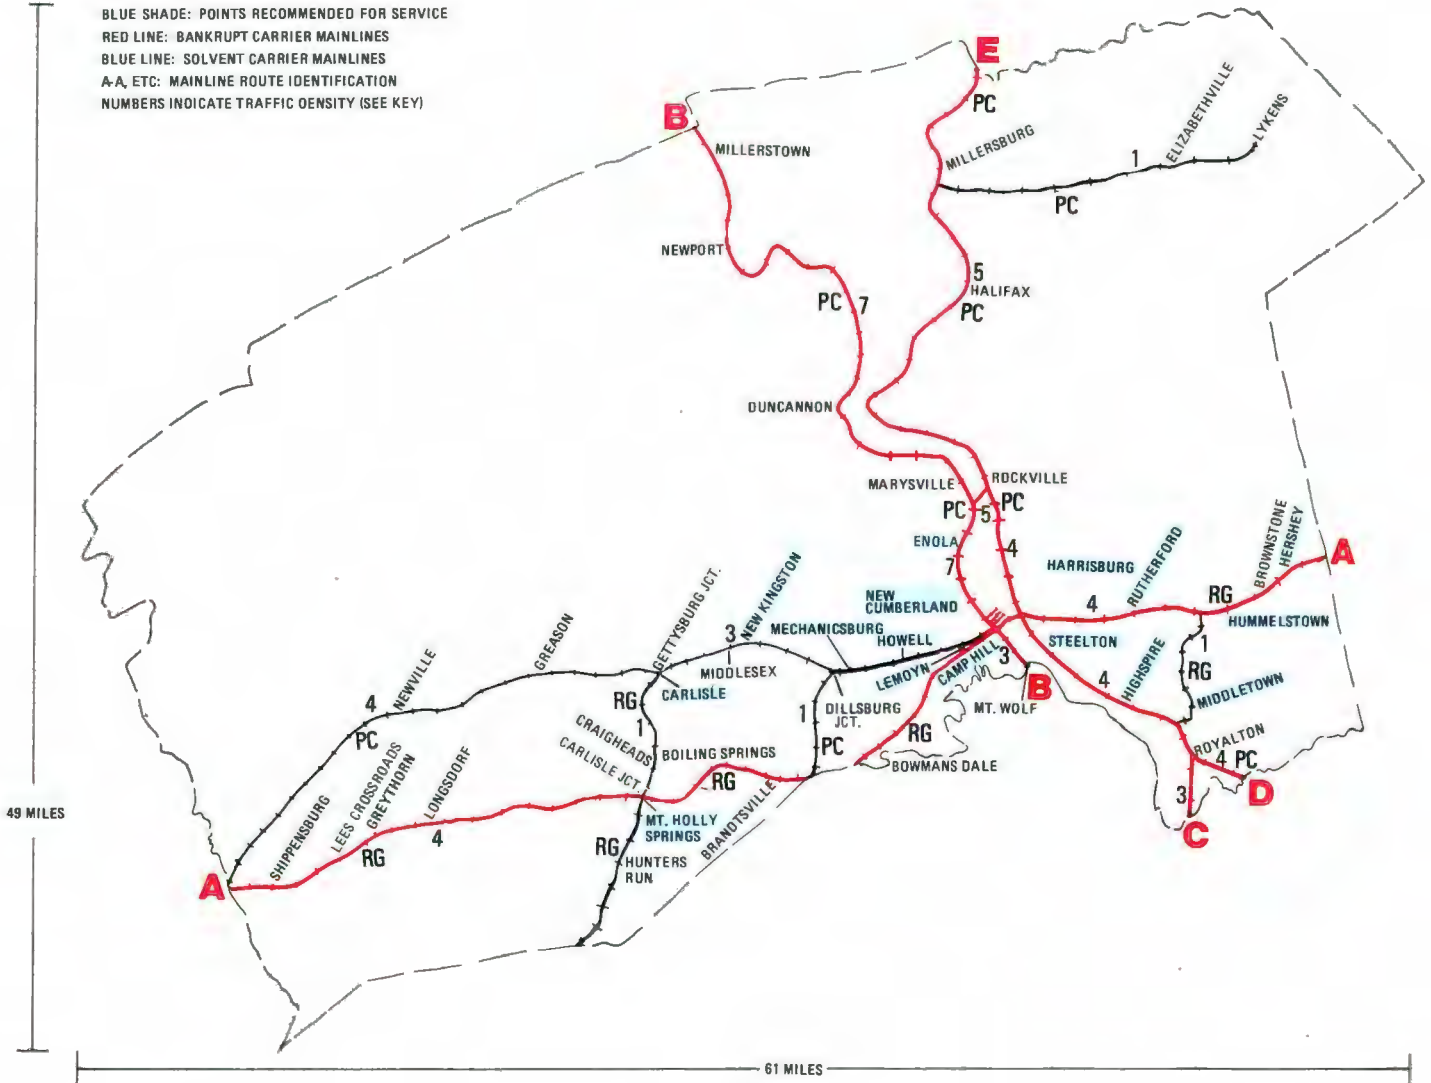 BLUE SHADE: POINTS RECOMMENDED FOR SERVICE
RED LINE: BANKRUPT CARRIER MAINLINES
BLUE LINE: SOLVENT CARRIER MAINLINES
A-A, ETC: MAINLINE ROUTE IDENTIFICATION
NUMBERS INDICATE TRAFFIC DENSITY (SEE KEY)
E
PC
B
MILLERSTOWN
MILLERSBURG
1
ELIZABETHVILLE
LYKENS
PC
NEWPORT
5
HALIFAX
PC
PC 7
DUNCANNON
MARYSVILLE
ROCKVILLE
PC
5
PC
ENOLA
4
7
HARRISBURG
RUTHERFORD
BROWNSTONE
HERSHEY
A
4
RG
HUMMELSTOWN
NEW
CUMBERLAND
NEW KINGSTON
MECHANICSBURG
HOWELL
LEMOYN
CAMP HILL
3
STEELTON
1
RG
HIGHSPIRE
4
MIDDLETOWN
GETTYSBURG JCT.
3
MIDDLESEX
GREASON
NEWVILLE
4
PC
CARLISLE
RG
1
CRAIGHEADS
CARLISLE JCT.
BOILING SPRINGS
RG
1
PC
DILLSBURG
JCT.
RG
BOWMANS DALE
B
MT. WOLF
ROYALTON
4
PC
D
3
C
BRANDTSVILLE
MT. HOLLY
SPRINGS
LONGSDORF
4
LEES CROSSROADS
GREYTHORN
RG
SHIPPENSBURG
A
RG
HUNTERS
RUN
49 MILES
61 MILES